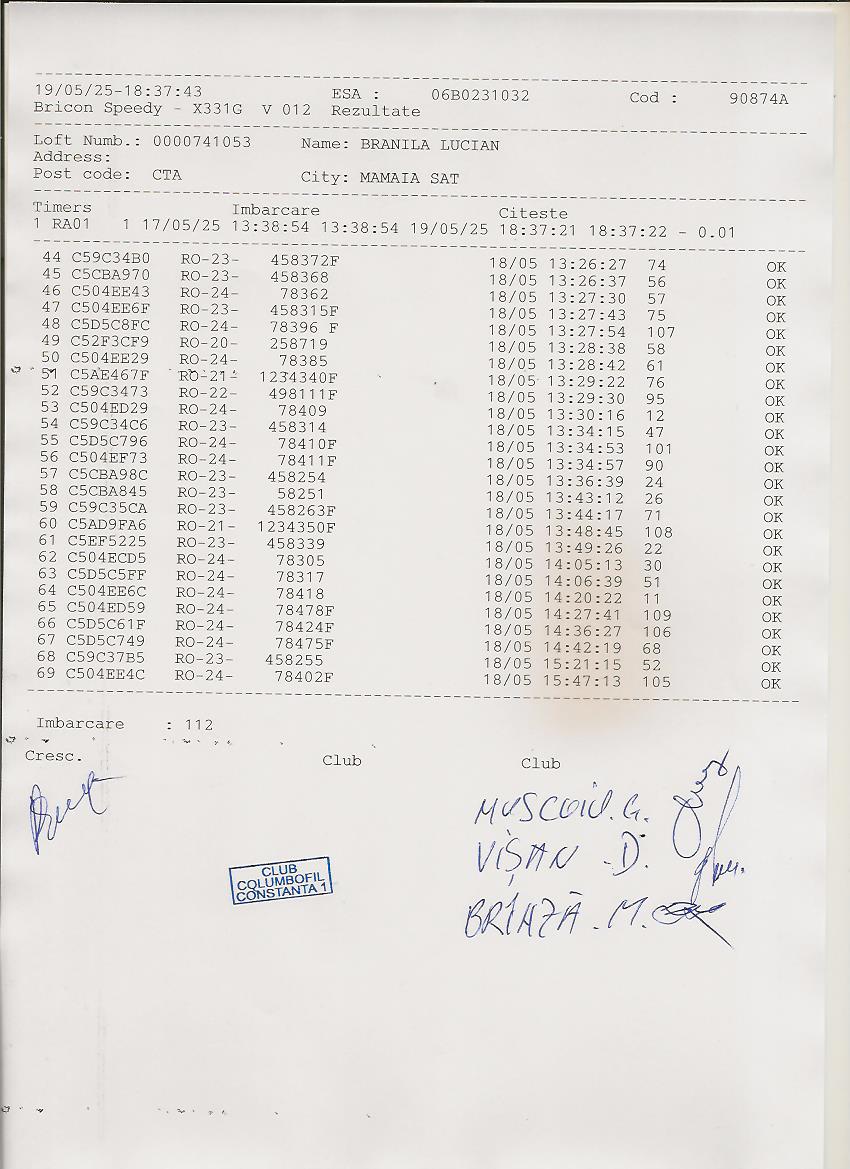 19/05/25-18:37:43 ESA : 06B0231032 Cod : 90874A
Bricon Speedy - X331G V 012 Rezultate
Loft Numb.: 0000741053 Name: BRANILA LUCIAN
Address:
Post code: CTA City: MAMAIA SAT
Timers Imbarcare Citeste
1 RA01 1 17/05/25 13:38:54 13:38:54 19/05/25 18:37:21 18:37:22 - 0.01
44 C59C34B0 RO-23- 458372F 18/05 13:26:27 74 OK
45 C5CBA970 RO-23- 458368 18/05 13:26:37 56 OK
46 C504EE43 RO-24- 78362 18/05 13:27:30 57 OK
47 C504EE6F RO-23- 458315F 18/05 13:27:43 75 OK
48 C5D5C8FC RO-24- 78396 F 18/05 13:27:54 107 OK
49 C52F3CF9 RO-20- 258719 18/05 13:28:38 58 OK
50 C504EE29 RO-24- 78385 18/05 13:28:42 61 OK
51 C5AE467F RO-21- 1234340F 18/05 13:29:22 76 OK
52 C59C3473 RO-22- 498111F 18/05 13:29:30 95 OK
53 C504ED29 RO-24- 78409 18/05 13:30:16 12 OK
54 C59C34C6 RO-23- 458314 18/05 13:34:15 47 OK
55 C5D5C796 RO-24- 78410F 18/05 13:34:53 101 OK
56 C504EF73 RO-24- 78411F 18/05 13:34:57 90 OK
57 C5CBA98C RO-23- 458254 18/05 13:36:39 24 OK
58 C5CBA845 RO-23- 58251 18/05 13:43:12 26 OK
59 C59C35CA RO-23- 458263F 18/05 13:44:17 71 OK
60 C5AD9FA6 RO-21- 1234350F 18/05 13:48:45 108 OK
61 C5EF5225 RO-23- 458339 18/05 13:49:26 22 OK
62 C504ECD5 RO-24- 78305 18/05 14:05:13 30 OK
63 C5D5C5FF RO-24- 78317 18/05 14:06:39 51 OK
64 C504EE6C RO-24- 78418 18/05 14:20:22 11 OK
65 C504ED59 RO-24- 78478F 18/05 14:27:41 109 OK
66 C5D5C61F RO-24- 78424F 18/05 14:36:27 106 OK
67 C5D5C749 RO-24- 78475F 18/05 14:42:19 68 OK
68 C59C37B5 RO-23- 458255 18/05 15:21:15 52 OK
69 C504EE4C RO-24- 78402F 18/05 15:47:13 105 OK
Imbarcare : 112
Cresc. Club Club
MUSCOIU. G.
VIȘAN . D.
BRÎAZĂ . M.
CLUB
COLUMBOFIL
CONSTANTA 1